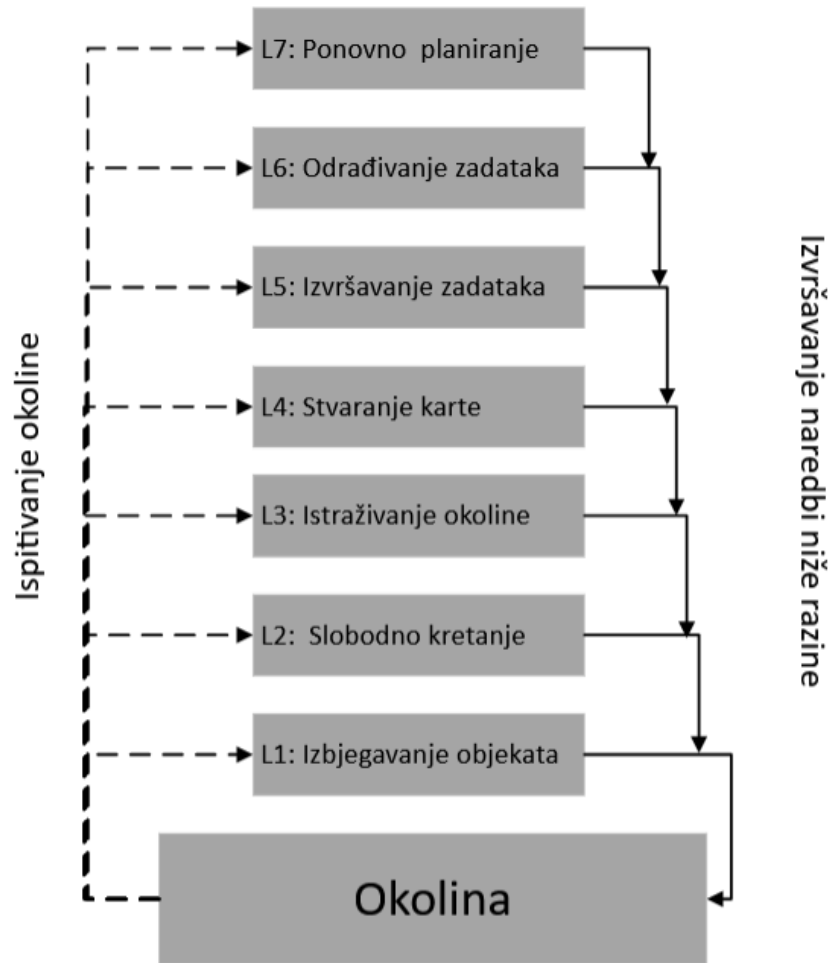 L7: Ponovno  planiranje
L6: Odrađivanje zadataka
L5: Izvršavanje zadataka
L4: Stvaranje karte
L3: Istraživanje okoline
L2:  Slobodno kretanje
L1: Izbjegavanje objekata
Okolina
Ispitivanje okoline
Izvršavanje naredbi niže razine